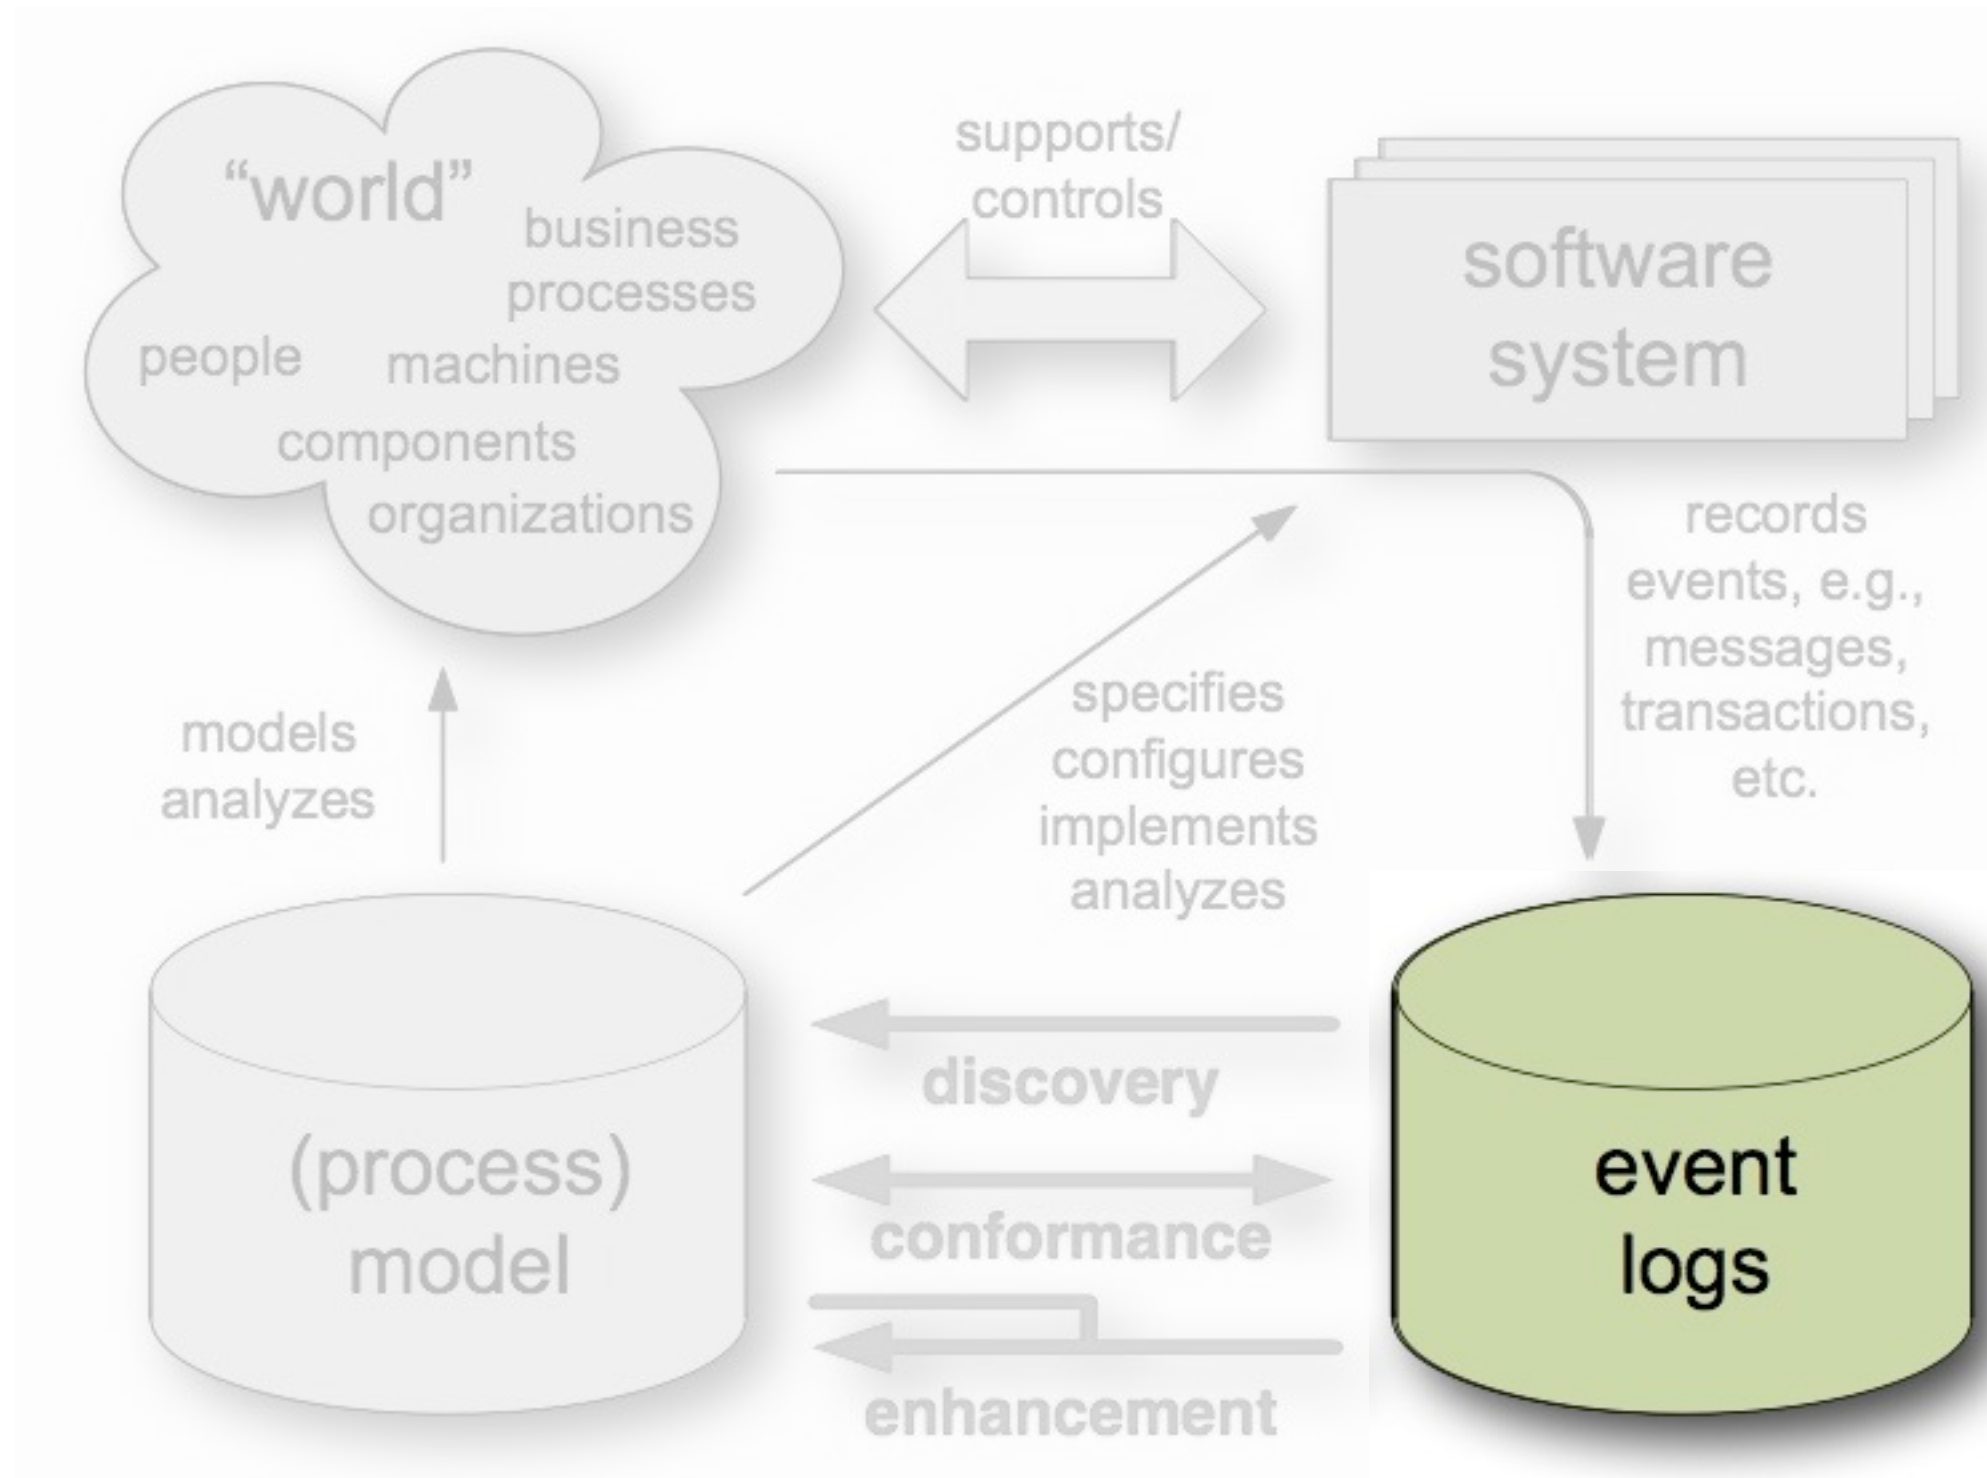 “world”
business
processes
people
machines
components
organizations
supports/
controls
software
system
records
events, e.g.,
messages,
transactions,
etc.
models
analyzes
specifies
configures
implements
analyzes
(process)
model
discovery
conformance
enhancement
event
logs